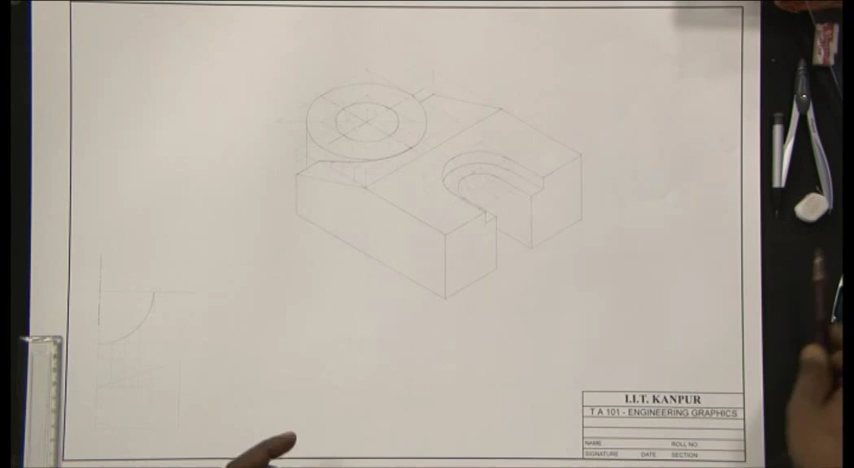 I.I.T. KANPUR
T A 101 - ENGINEERING GRAPHICS
NAME ROLL NO.
SIGNATURE DATE SECTION